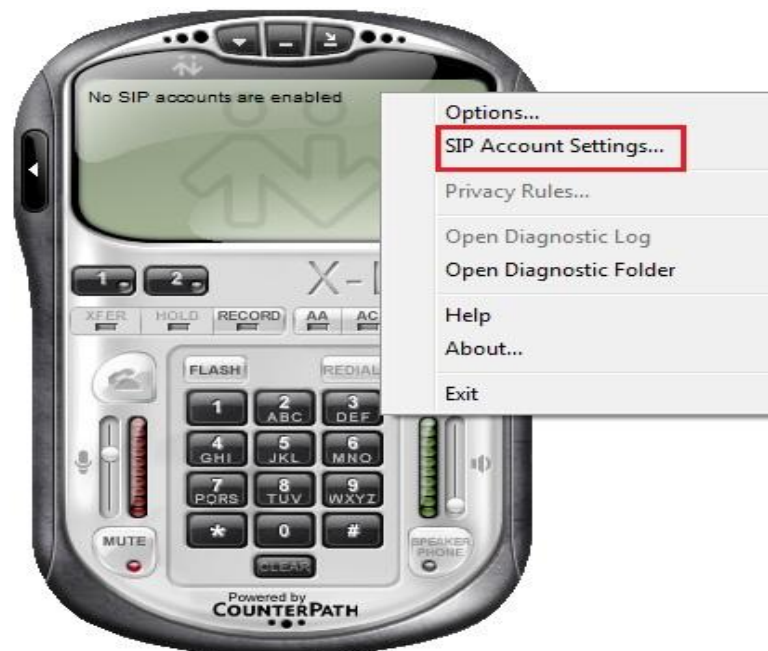 No SIP accounts are enabled
Options...
SIP Account Settings...
Privacy Rules...
Open Diagnostic Log
Open Diagnostic Folder
Help
About...
Exit
1 2
X-
XFER HOLD RECORD AA AC
FLASH REDIAL
1 2 ABC 3 DEF
4 GHI 5 JKL 6 MNO
7 PQRS 8 TUV 9 WXYZ
* 0 #
MUTE
SPEAKER PHONE
CLEAR
Powered by
COUNTERPATH